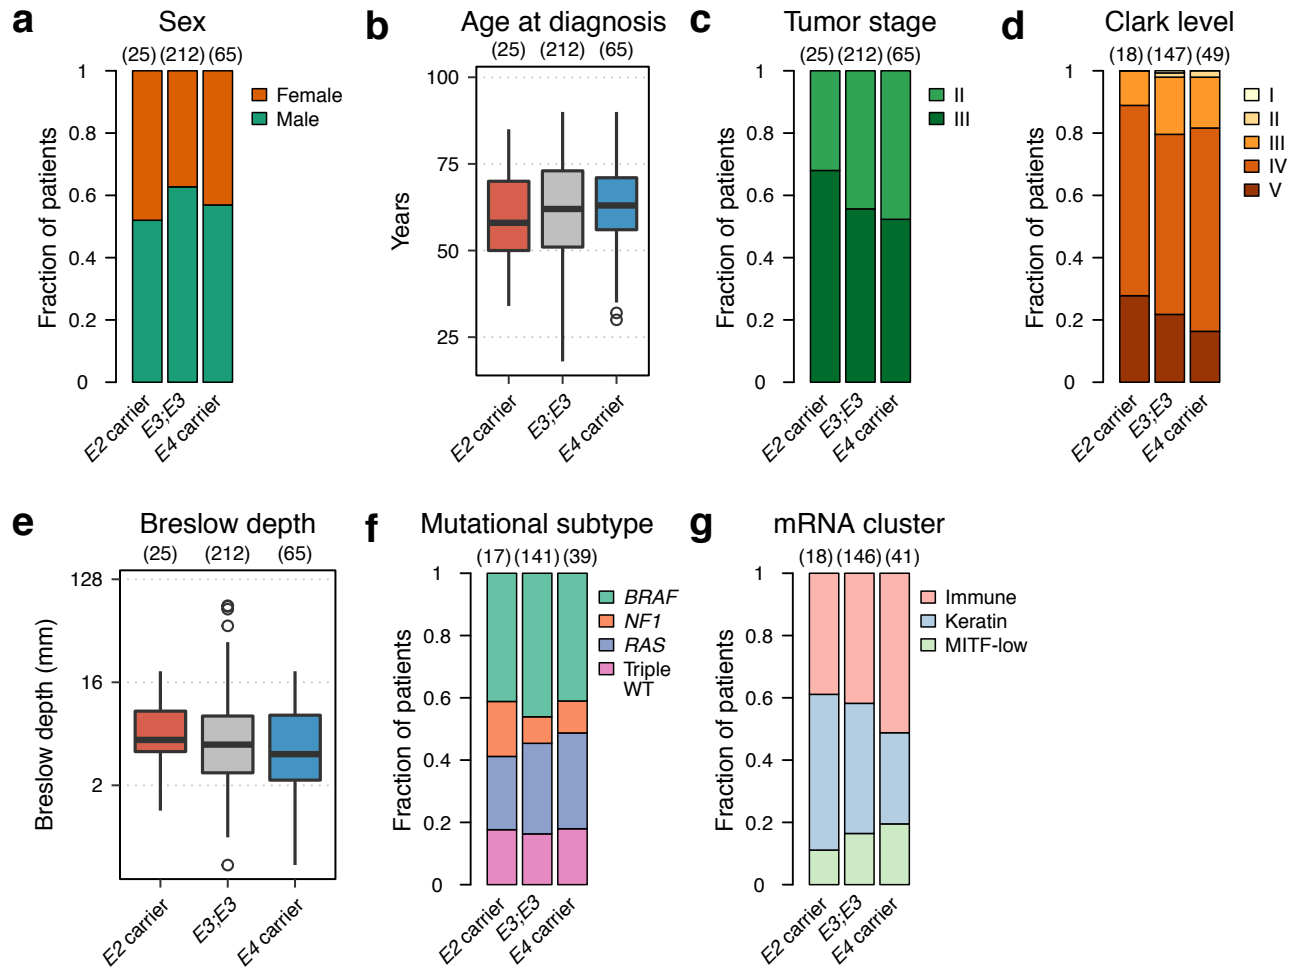 a
Sex
(25) (212) (65)
Fraction of patients
1
0.8
0.6
0.4
0.2
0
E2 carrier
E3;E3
E4 carrier
Female
Male
b
Age at diagnosis
(25) (212) (65)
Years
100
75
50
25
E2 carrier
E3;E3
E4 carrier
c
Tumor stage
(25) (212) (65)
Fraction of patients
1
0.8
0.6
0.4
0.2
0
E2 carrier
E3;E3
E4 carrier
II
III
d
Clark level
(18) (147) (49)
Fraction of patients
1
0.8
0.6
0.4
0.2
0
E2 carrier
E3;E3
E4 carrier
I
II
III
IV
V
e
Breslow depth
(25) (212) (65)
Breslow depth (mm)
128
16
2
E2 carrier
E3;E3
E4 carrier
f
Mutational subtype
(17) (141) (39)
Fraction of patients
1
0.8
0.6
0.4
0.2
0
E2 carrier
E3;E3
E4 carrier
BRAF
NF1
RAS
Triple
WT
g
mRNA cluster
(18) (146) (41)
Fraction of patients
1
0.8
0.6
0.4
0.2
0
E2 carrier
E3;E3
E4 carrier
Immune
Keratin
MITF-low